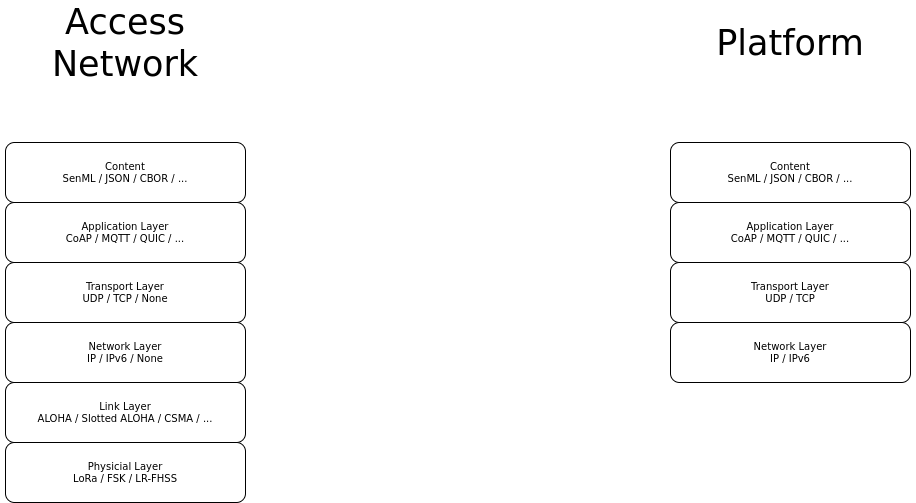 Access
Network
Platform
Content
SenML / JSON / CBOR / ...
Application Layer
CoAP / MQTT / QUIC / ...
Transport Layer
UDP / TCP / None
Network Layer
IP / IPv6 / None
Link Layer
ALOHA / Slotted ALOHA / CSMA / ...
Physicial Layer
LoRa / FSK / LR-FHSS
Content
SenML / JSON / CBOR / ...
Application Layer
CoAP / MQTT / QUIC / ...
Transport Layer
UDP / TCP
Network Layer
IP / IPv6